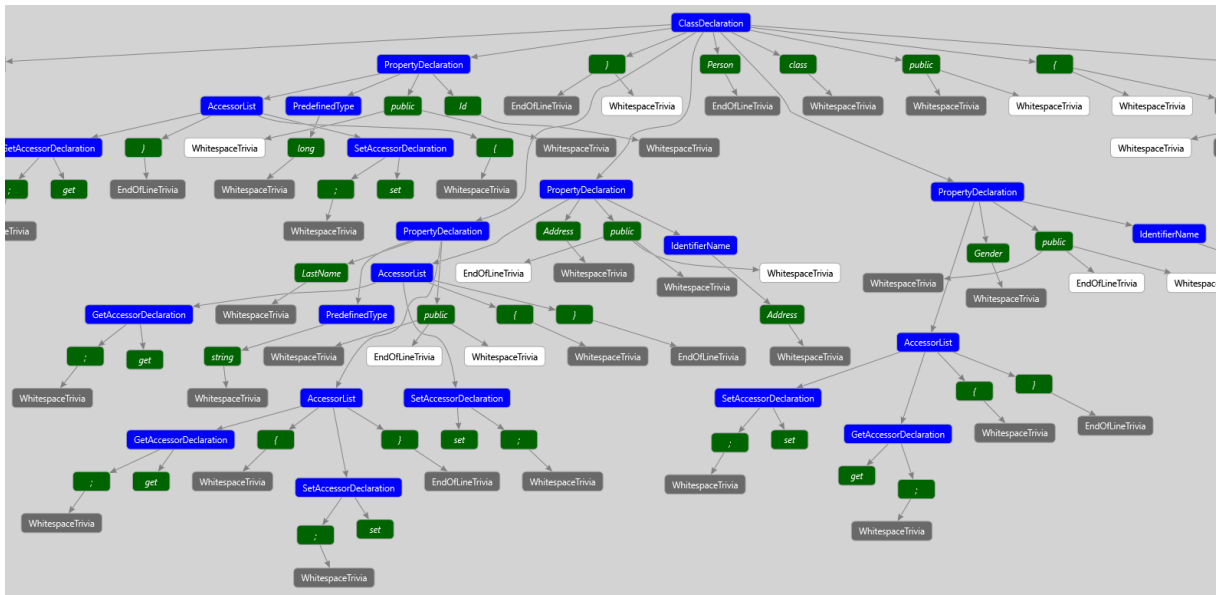 ClassDeclaration
PropertyDeclaration } Person class public {
AccessorList PredefinedType public Id EndOfLineTrivia WhitespaceTrivia EndOfLineTrivia WhitespaceTrivia WhitespaceTrivia WhitespaceTrivia WhitespaceTrivia
GetAccessorDeclaration } WhitespaceTrivia long SetAccessorDeclaration { WhitespaceTrivia WhitespaceTrivia WhitespaceTrivia
; get EndOfLineTrivia WhitespaceTrivia ; set WhitespaceTrivia PropertyDeclaration PropertyDeclaration
WhitespaceTrivia WhitespaceTrivia PropertyDeclaration Address public IdentifierName Gender public IdentifierName
LastName AccessorList EndOfLineTrivia WhitespaceTrivia WhitespaceTrivia WhitespaceTrivia WhitespaceTrivia WhitespaceTrivia EndOfLineTrivia Whitespace
GetAccessorDeclaration WhitespaceTrivia PredefinedType public { } Address
; get string WhitespaceTrivia EndOfLineTrivia WhitespaceTrivia WhitespaceTrivia EndOfLineTrivia WhitespaceTrivia AccessorList
WhitespaceTrivia WhitespaceTrivia AccessorList SetAccessorDeclaration SetAccessorDeclaration { }
GetAccessorDeclaration { } set ; ; set GetAccessorDeclaration WhitespaceTrivia EndOfLineTrivia
; get WhitespaceTrivia SetAccessorDeclaration EndOfLineTrivia WhitespaceTrivia WhitespaceTrivia get ;
WhitespaceTrivia ; set WhitespaceTrivia
WhitespaceTrivia